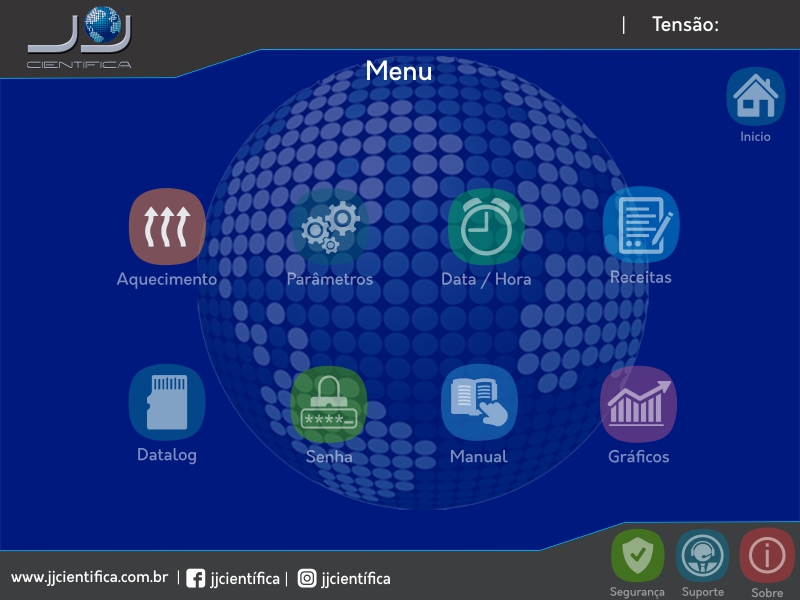 JJ
CIENTÍFICA
| Tensão:
Menu
Inicio
Aquecimento
Parâmetros
Data / Hora
Receitas
****_
Datalog
Senha
Manual
Gráficos
www.jjcientifica.com.br | jjcientífica | jjcientífica
Segurança
Suporte
Sobre